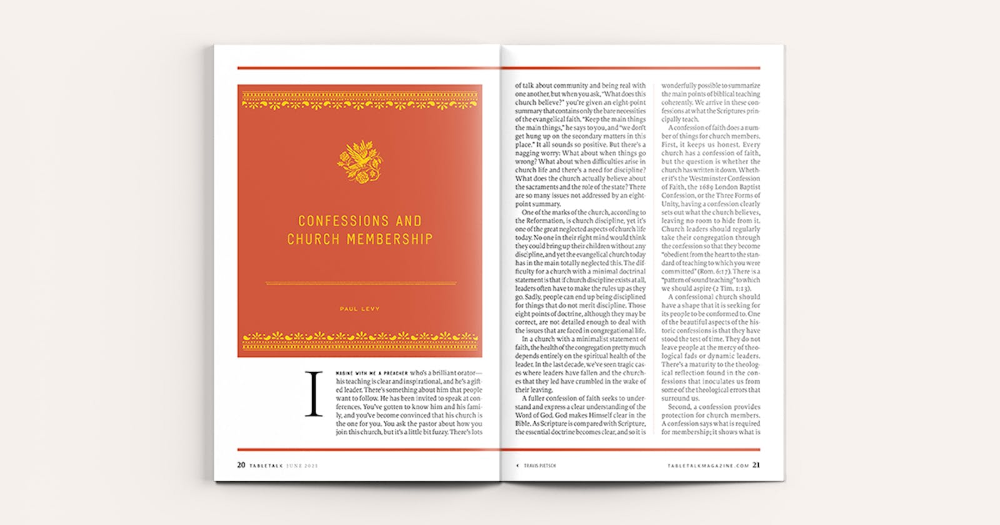 CONFESSIONS AND
CHURCH MEMBERSHIP
PAUL LEVY
IMAGINE WITH ME A PREACHER who's a brilliant orator—
his teaching is clear and inspirational, and he's a gift-
ed leader. There's something about him that people
want to follow. He has been invited to speak at con-
ferences. You've gotten to know him and his fami-
ly, and you've become convinced that his church is
the one for you. You ask the pastor about how you
join this church, but it's a little bit fuzzy. There's lots
20 TABLETALK JUNE 2021
of talk about community and being real with
one another, but when you ask, "What does this
church believe?" you're given an eight-point
summary that contains only the bare necessities
of the evangelical faith. "Keep the main things
the main things," he says to you, and "we don't
get hung up on the secondary matters in this
place." It all sounds so positive. But there's a
nagging worry: What about when things go
wrong? What about when difficulties arise in
church life and there's a need for discipline?
What does the church actually believe about
the sacraments and the role of the state? There
are so many issues not addressed by an eight-
point summary.
One of the marks of the church, according to
the Reformation, is church discipline, yet it's
one of the great neglected aspects of church life
today. No one in their right mind would think
they could bring up their children without any
discipline, and yet the evangelical church today
has in the main totally neglected this. The dif-
ficulty for a church with a minimal doctrinal
statement is that if church discipline exists at all,
leaders often have to make the rules up as they
go. Sadly, people can end up being disciplined
for things that do not merit discipline. Those
eight points of doctrine, although they may be
correct, are not detailed enough to deal with
the issues that are faced in congregational life.
In a church with a minimalist statement of
faith, the health of the congregation pretty much
depends entirely on the spiritual health of the
leader. In the last decade, we've seen tragic cas-
es where leaders have fallen and the church-
es that they led have crumbled in the wake of
their leaving.
A fuller confession of faith seeks to under-
stand and express a clear understanding of the
Word of God. God makes Himself clear in the
Bible. As Scripture is compared with Scripture,
the essential doctrine becomes clear, and so it is
wonderfully possible to summarize
the main points of biblical teaching
coherently. We arrive in these con-
fessions at what the Scriptures prin-
cipally teach.
A confession of faith does a num-
ber of things for church members.
First, it keeps us honest. Every
church has a confession of faith,
but the question is whether the
church has written it down. Wheth-
er it's the Westminster Confession
of Faith, the 1689 London Baptist
Confession, or the Three Forms of
Unity, having a confession clearly
sets out what the church believes,
leaving no room to hide from it.
Church leaders should regularly
take their congregation through
the confession so that they become
"obedient from the heart to the stan-
dard of teaching to which you were
committed" (Rom. 6:17). There is a
"pattern of sound teaching" to which
we should aspire (2 Tim. 1:13).
A confessional church should
have a shape that it is seeking for
its people to be conformed to. One
of the beautiful aspects of the his-
toric confessions is that they have
stood the test of time. They do not
leave people at the mercy of theo-
logical fads or dynamic leaders.
There's a maturity to the theolog-
ical reflection found in the con-
fessions that inoculates us from
some of the theological errors that
surround us.
Second, a confession provides
protection for church members.
A confession says what is required
for membership; it shows what is
TRAVIS PIETSCH
TABLETALKMAGAZINE.COM 21